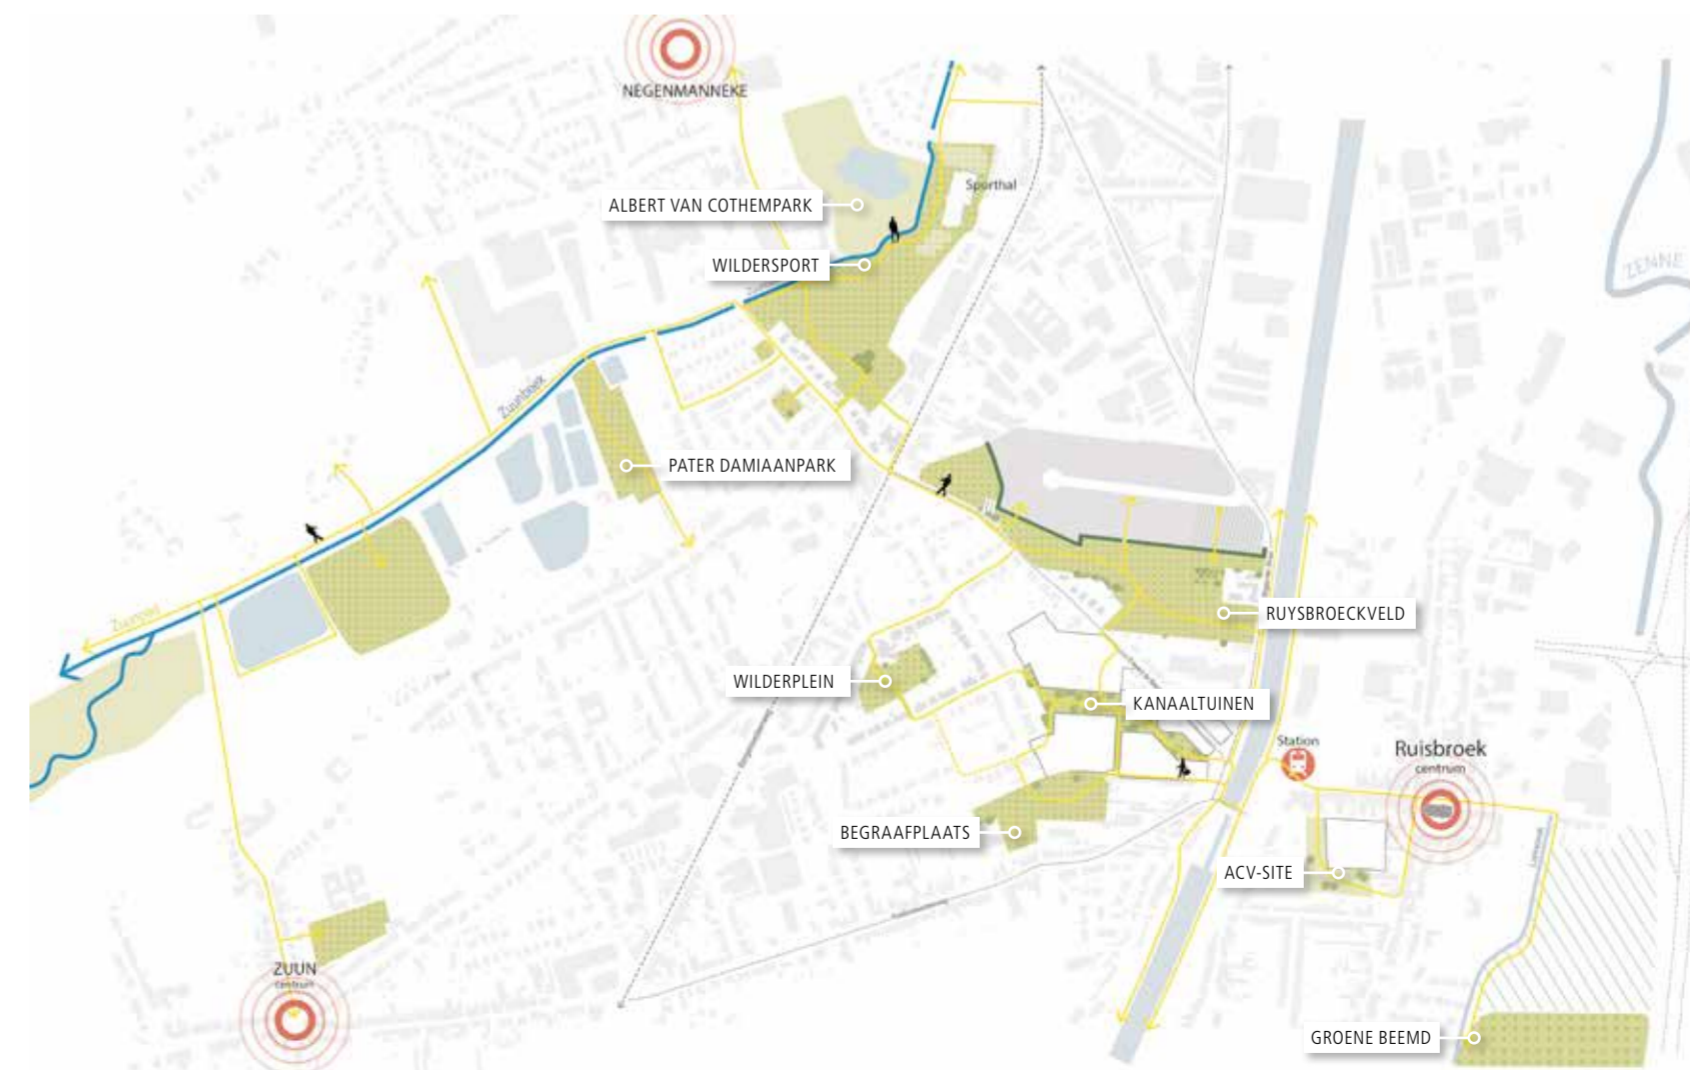 NEGENMANNEKE
Sporthal
ALBERT VAN COTHEMPARK
WILDERSPORT
ZENNE
Zuunbeek
PATER DAMIAANPARK
RUYSBROECKVELD
WILDERPLEIN
KANAALTUINEN
Station
Ruisbroek
centrum
BEGRAAFPLAATS
ACV-SITE
ZUUN
centrum
GROENE BEEMD